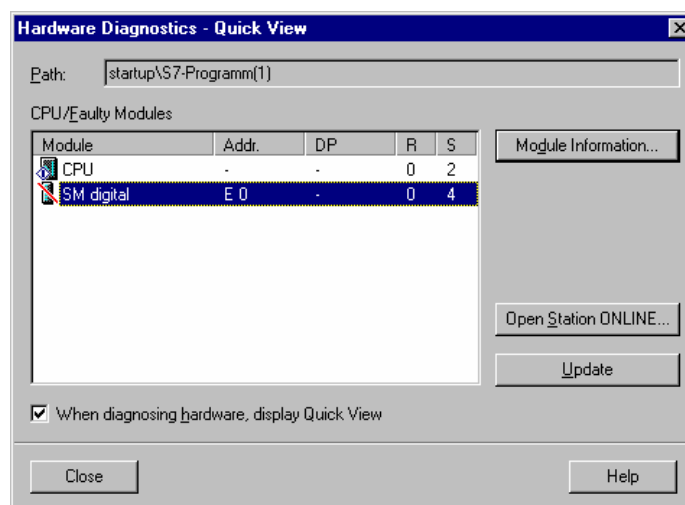 Hardware Diagnostics - Quick View
Path: startup\S7-Programm(1)
CPU/Faulty Modules
Module Addr. DP R S
CPU - - 0 2
SM digital E 0 - 0 4
Module Information...
Open Station ONLINE...
Update
When diagnosing hardware, display Quick View
Close Help